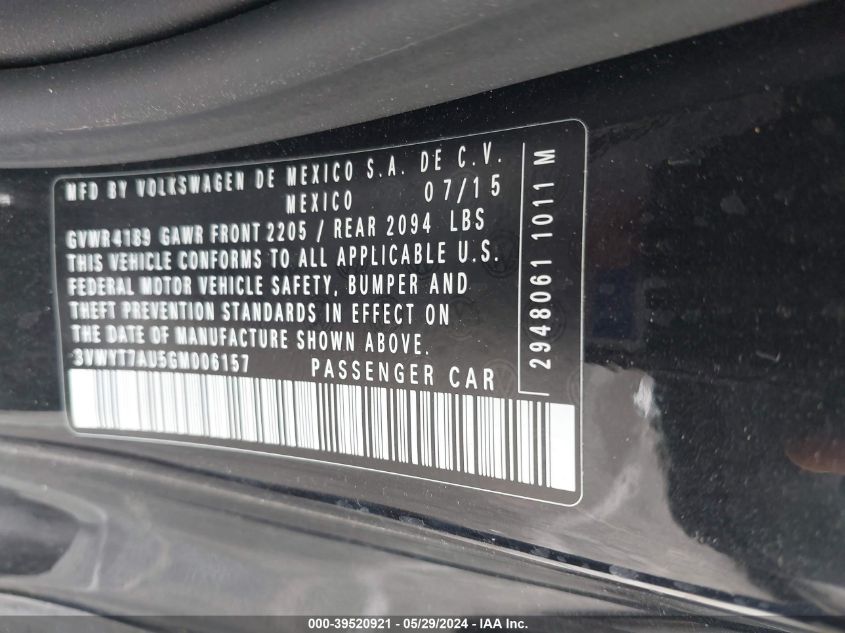 MFD BY VOLKSWAGEN DE MEXICO S.A. DE C.V.
MEXICO 07/15
GVWR 4189 GAWR FRONT 2205 / REAR 2094 LBS
THIS VEHICLE CONFORMS TO ALL APPLICABLE U.S.
FEDERAL MOTOR VEHICLE SAFETY, BUMPER AND
THEFT PREVENTION STANDARDS IN EFFECT ON
THE DATE OF MANUFACTURE SHOWN ABOVE.
3VWYT7AU5GM006157 PASSENGER CAR
2948061 1011 M
000-39520921 - 05/29/2024 - IAA Inc.